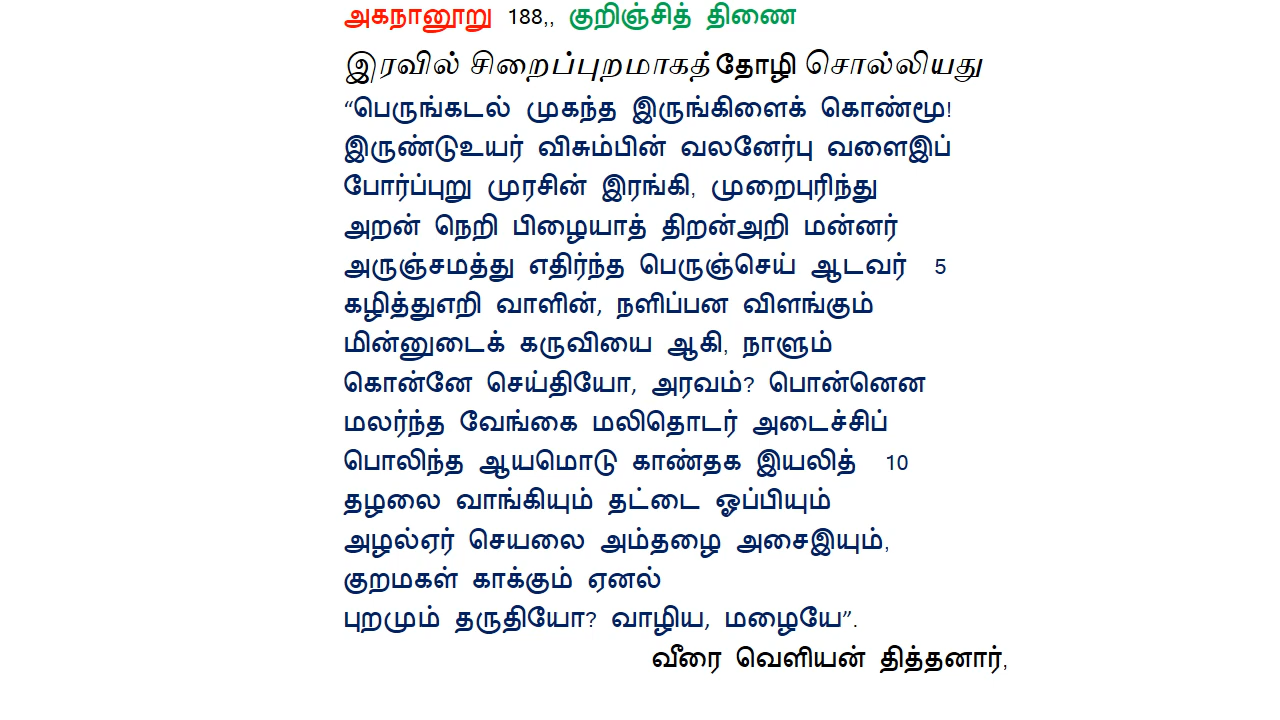 அகநானூறு 188,, குறிஞ்சித் திணை
இரவில் சிறைப்புறமாகத் தோழி சொல்லியது
“பெருங்கடல் முகந்த இருங்கிளைக் கொண்மூ!
இருண்டுஉயர் விசும்பின் வலனேர்பு வளைஇப்
போர்ப்புறு முரசின் இரங்கி, முறைபுரிந்து
அறன் நெறி பிழையாத் திறன்அறி மன்னர்
அருஞ்சமத்து எதிர்ந்த பெருஞ்செய் ஆடவர் 5
கழித்துஎறி வாளின், நளிப்பன விளங்கும்
மின்னுடைக் கருவியை ஆகி, நாளும்
கொன்னே செய்தியோ, அரவம்? பொன்னென
மலர்ந்த வேங்கை மலிதொடர் அடைச்சிப்
பொலிந்த ஆயமொடு காண்தக இயலித் 10
தழலை வாங்கியும் தட்டை ஓப்பியும்
அழல்ஏர் செயலை அம்தழை அசைஇயும்,
குறமகள் காக்கும் ஏனல்
புறமும் தருதியோ? வாழிய, மழையே”.
வீரை வெளியன் தித்தனார்,